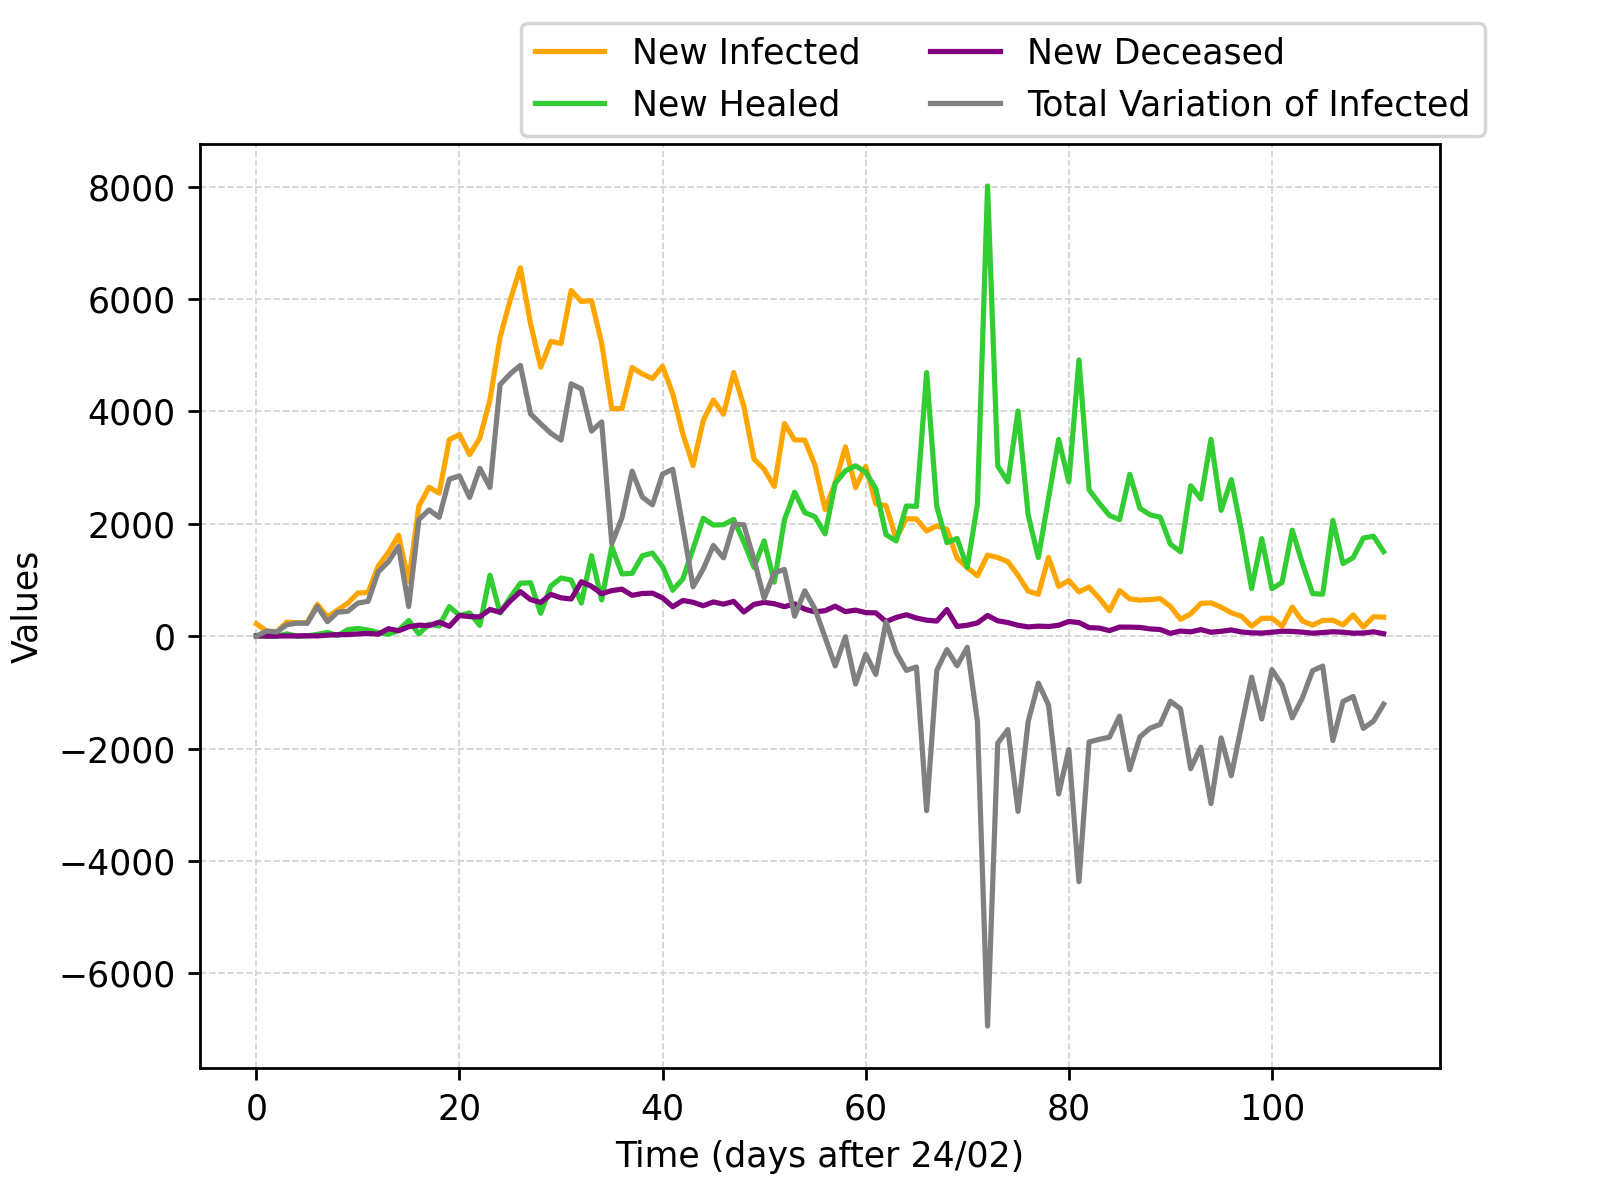 New Infected
New Healed
New Deceased
Total Variation of Infected
8000
6000
4000
2000
0
−2000
−4000
−6000
Values
0 20 40 60 80 100
Time (days after 24/02)